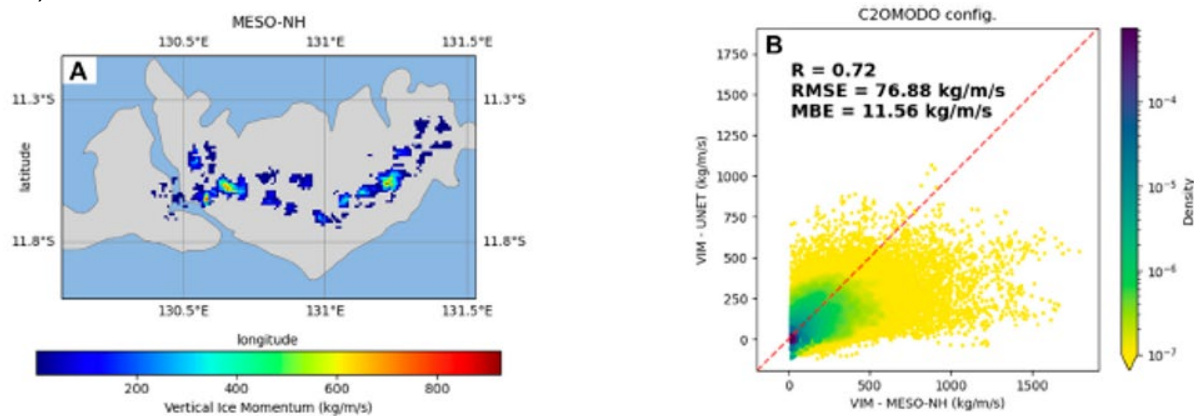 MESO-NH
130.5°E 131°E 131.5°E
A
11.3°S 11.3°S
latitude
11.8°S 11.8°S
130.5°E 131°E 131.5°E
longitude
200 400 600 800
Vertical Ice Momentum (kg/m/s)
C2OMODO config.
B
R = 0.72
RMSE = 76.88 kg/m/s
MBE = 11.56 kg/m/s
1750
1500
1250
1000
750
500
250
0
VIM - UNET (kg/m/s)
0 500 1000 1500
VIM - MESO-NH (kg/m/s)
10⁻⁴
10⁻⁵
10⁻⁶
10⁻⁷
Density